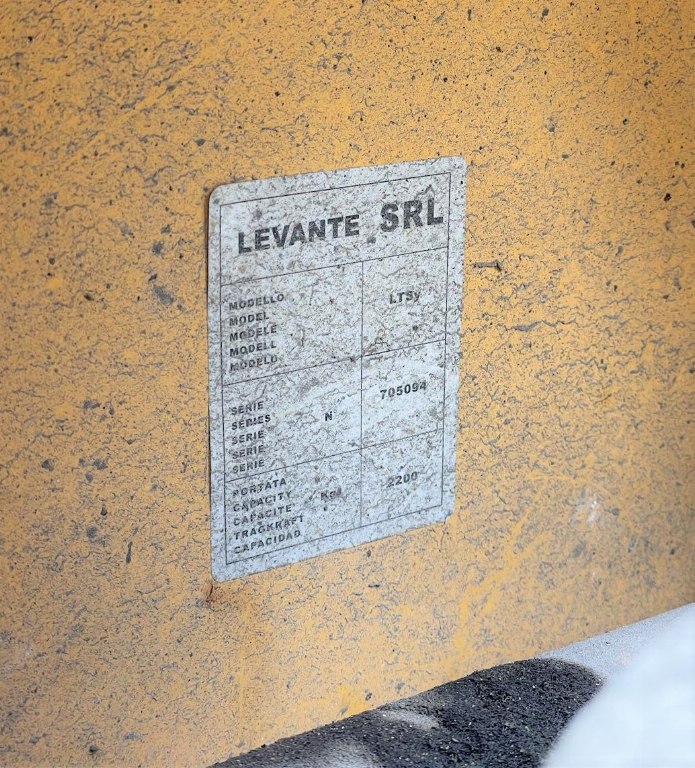 LEVANTE SRL
MODELLO
MODEL
MODELE
MODELL
MODELO
LTSy
SERIE
SERIES
SERIE
SERIE
SERIE
N
705094
PORTATA
CAPACITY
CAPACITE'
TRAGKRAFT
CAPACIDAD
Kg
2200